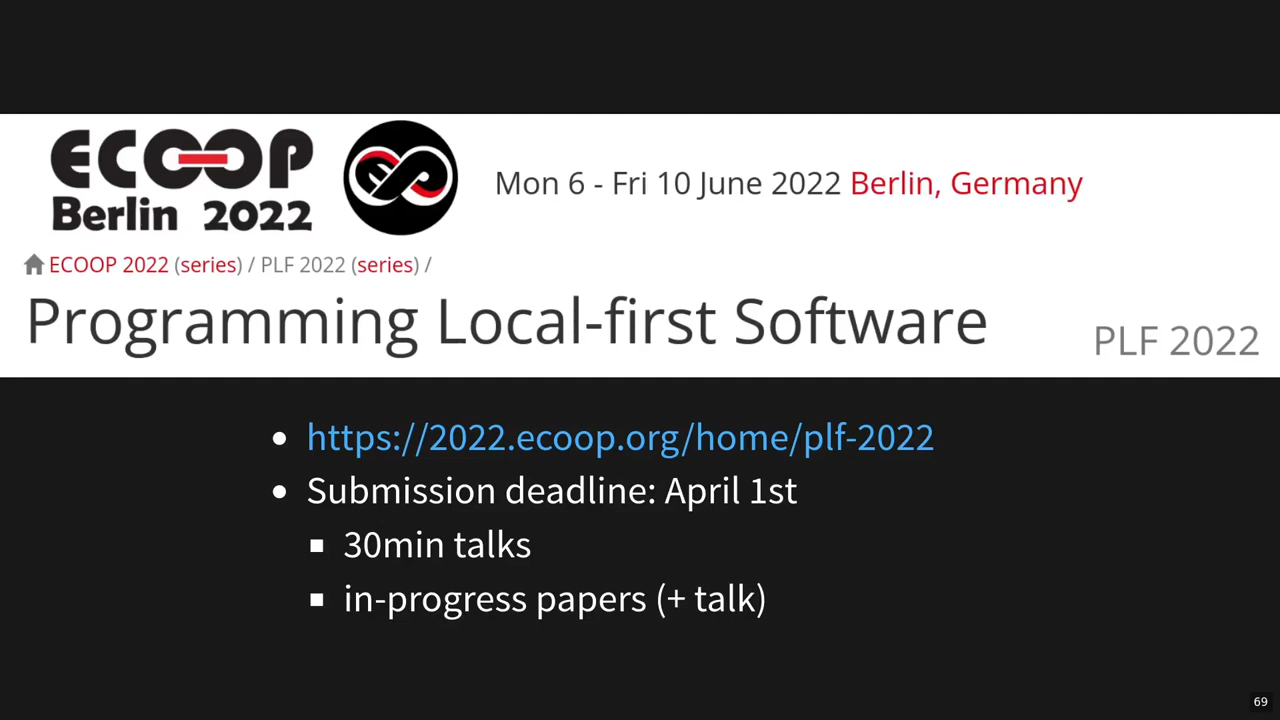 ECOOP
Berlin 2022
Mon 6 - Fri 10 June 2022 Berlin, Germany
ECOOP 2022 (series) / PLF 2022 (series) /
Programming Local-first Software
PLF 2022
https://2022.ecoop.org/home/plf-2022
Submission deadline: April 1st
30min talks
in-progress papers (+ talk)
69